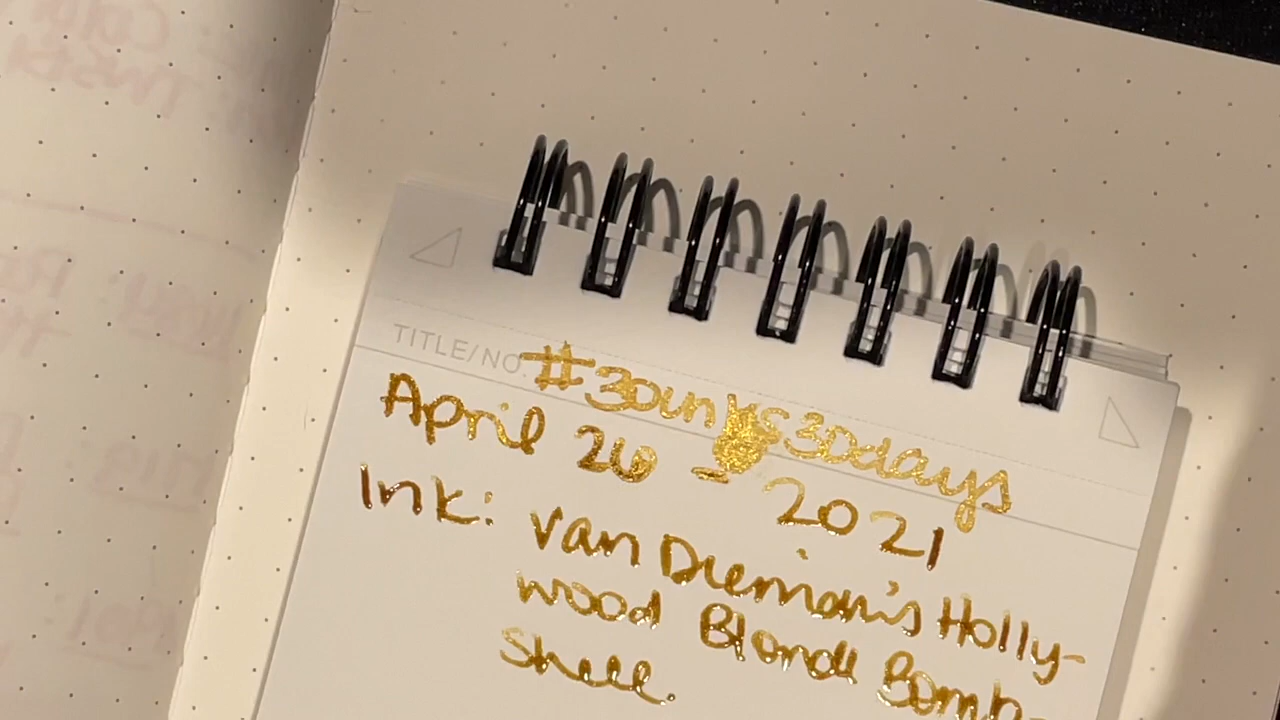 TITLE/NO.
#30inks30days
April 26 2021
Ink: Van Dieman's Holly-
wood Blonde Bomb-
Shell.